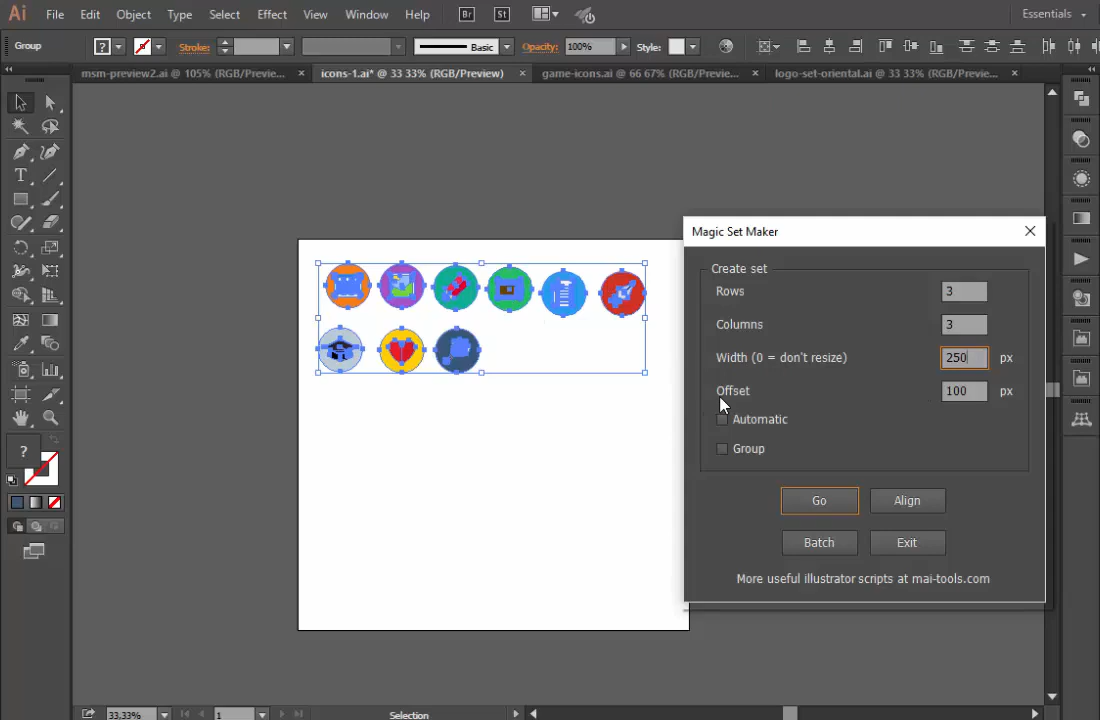 Ai File Edit Object Type Select Effect View Window Help Br St Essentials
Group ? Stroke: Basic Opacity: 100% Style:
msm-preview2.ai @ 105% (RGB/Previe... × icons-1.ai* @ 33 33% (RGB/Preview) × game-icons.ai @ 66 67% (RGB/Preview... × logo-set-oriental.ai @ 33 33% (RGB/Previe... ×
Magic Set Maker
Create set
Rows 3
Columns 3
Width (0 = don't resize) 250 px
Offset 100 px
Automatic
Group
?
Go Align
Batch Exit
More useful illustrator scripts at mai-tools.com
33,33% 1 Selection